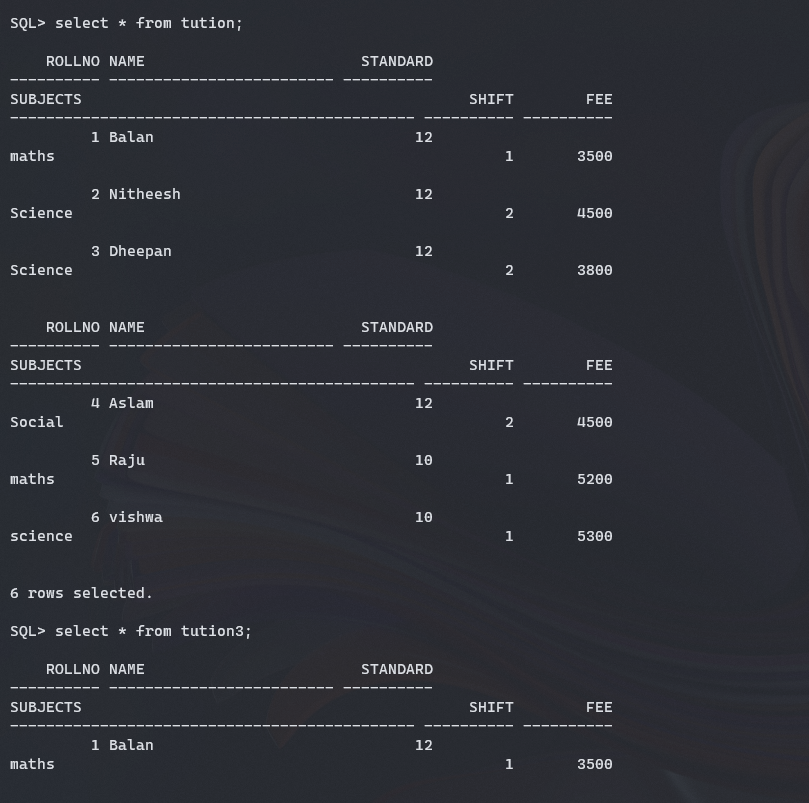 SQL> select * from tution;
ROLLNO NAME STANDARD
---------- ------------------------- ----------
SUBJECTS SHIFT FEE
--------------------------------------------- ---------- ----------
1 Balan 12
maths 1 3500
2 Nitheesh 12
Science 2 4500
3 Dheepan 12
Science 2 3800
ROLLNO NAME STANDARD
---------- ------------------------- ----------
SUBJECTS SHIFT FEE
--------------------------------------------- ---------- ----------
4 Aslam 12
Social 2 4500
5 Raju 10
maths 1 5200
6 vishwa 10
science 1 5300
6 rows selected.
SQL> select * from tution3;
ROLLNO NAME STANDARD
---------- ------------------------- ----------
SUBJECTS SHIFT FEE
--------------------------------------------- ---------- ----------
1 Balan 12
maths 1 3500